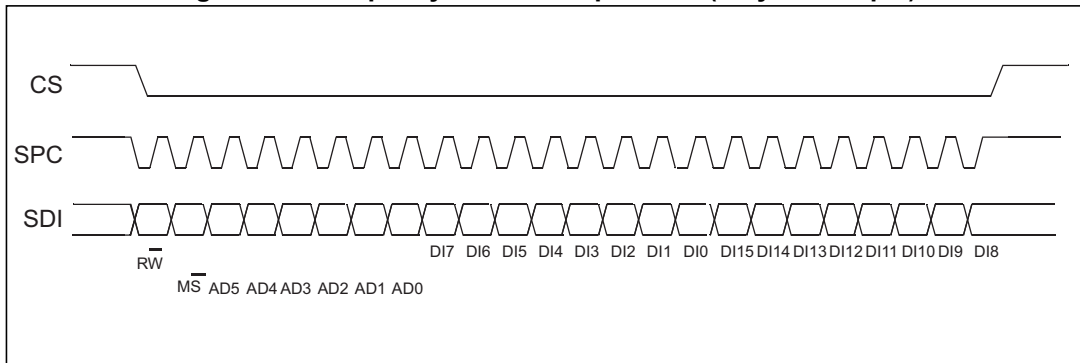 CS
SPC
SDI
DI7 DI6 DI5 DI4 DI3 DI2 DI1 DI0 DI15 DI14 DI13 DI12 DI11 DI10 DI9 DI8
RW
MS AD5 AD4 AD3 AD2 AD1 AD0